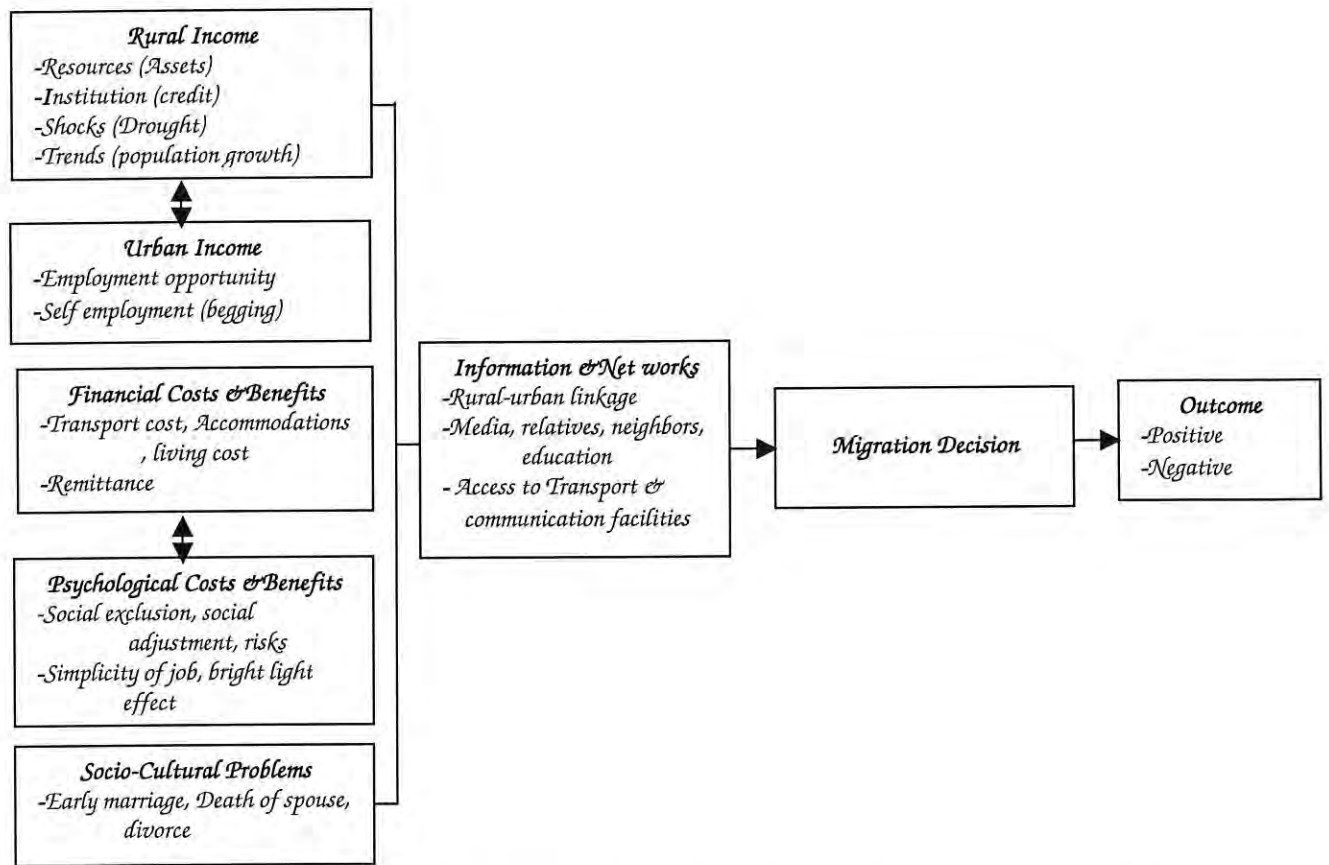 Rural Income
-Resources (Assets)
-Institution (credit)
-Shocks (Drought)
-Trends (population growth)
Urban Income
-Employment opportunity
-Self employment (begging)
Financial Costs & Benefits
-Transport cost, Accommodations
, living cost
-Remittance
Psychological Costs & Benefits
-Social exclusion, social
adjustment, risks
-Simplicity of job, bright light
effect
Socio-Cultural Problems
-Early marriage, Death of spouse,
divorce
Information & Net works
-Rural-urban linkage
-Media, relatives, neighbors,
education
- Access to Transport &
communication facilities
Migration Decision
Outcome
-Positive
-Negative